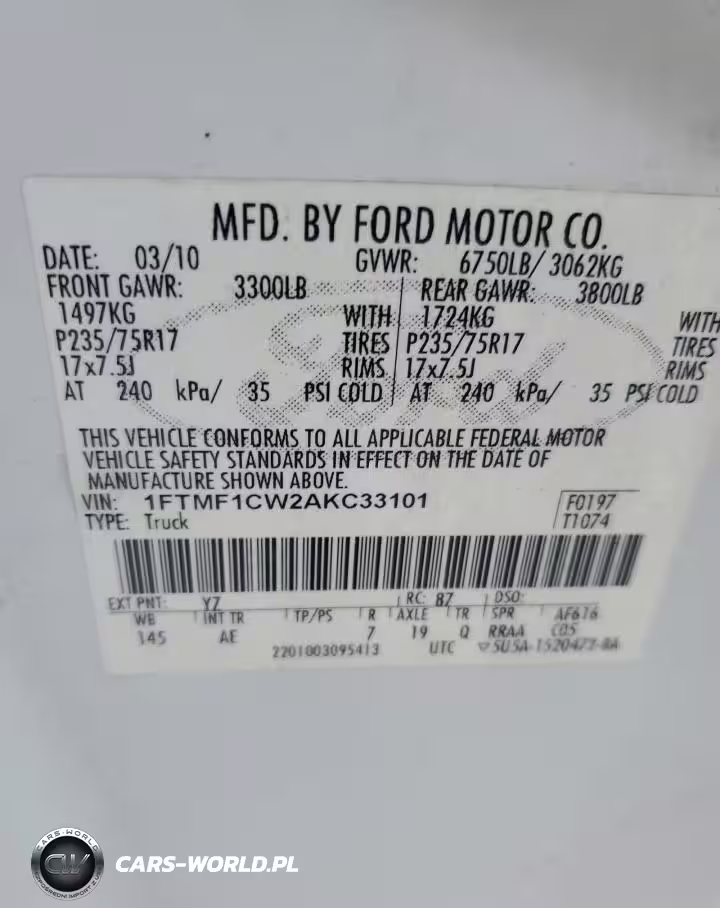 MFD. BY FORD MOTOR CO.
DATE: 03/10 GVWR: 6750LB/ 3062KG
FRONT GAWR: 3300LB REAR GAWR: 3800LB
1497KG WITH 1724KG WITH
P235/75R17 TIRES P235/75R17 TIRES
17x7.5J RIMS 17x7.5J RIMS
AT 240 kPa/ 35 PSI COLD AT 240 kPa/ 35 PSI COLD
THIS VEHICLE CONFORMS TO ALL APPLICABLE FEDERAL MOTOR
VEHICLE SAFETY STANDARDS IN EFFECT ON THE DATE OF
MANUFACTURE SHOWN ABOVE.
VIN: 1FTMF1CW2AKC33101 F0197
TYPE: Truck T1074
EXT PNT: YZ RC: 87 DSO:
WB INT TR TP/PS R AXLE TR SPR AF616
145 AE 7 19 Q RRAA C05
2201003095413 UTC
Ford
CARS-WORLD
CW
CARS-WORLD.PL